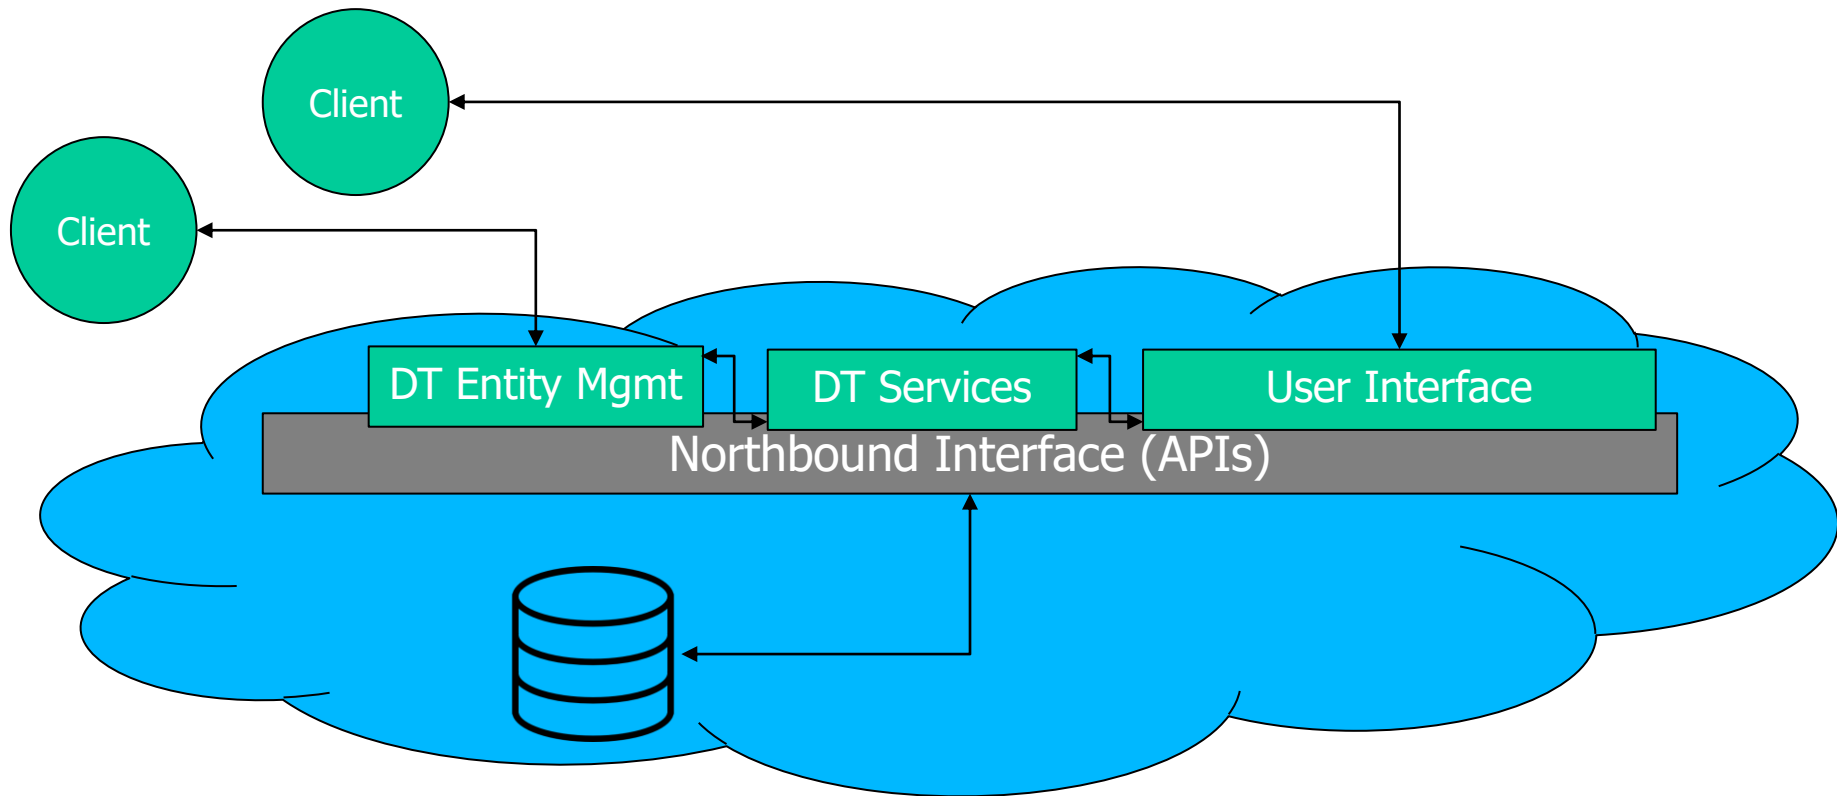 Client
Client
DT Entity Mgmt
DT Services
User Interface
Northbound Interface (APIs)